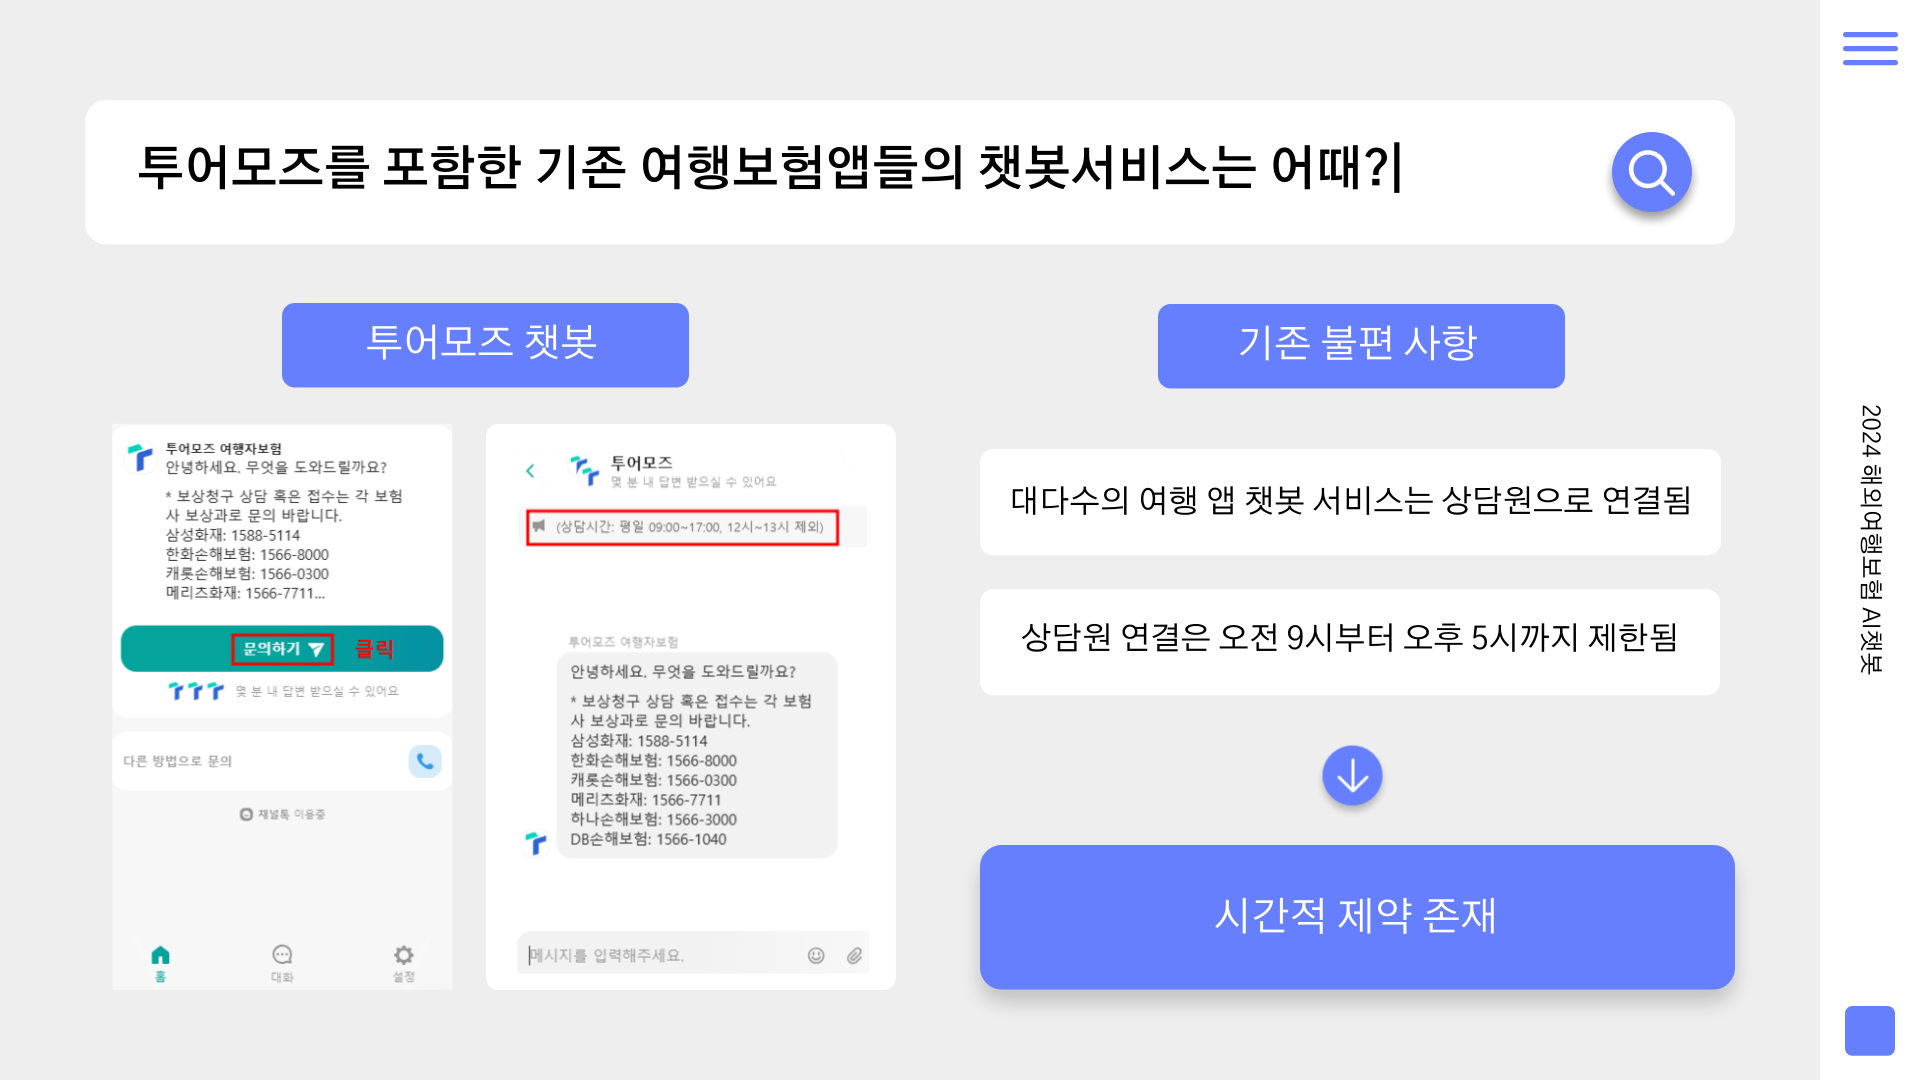 투어모즈를 포함한 기존 여행보험앱들의 챗봇서비스는 어때?|
투어모즈 챗봇
투어모즈 여행자보험
안녕하세요. 무엇을 도와드릴까요?
* 보상청구 상담 혹은 접수는 각 보험
사 보상과로 문의 바랍니다.
삼성화재: 1588-5114
한화손해보험: 1566-8000
캐롯손해보험: 1566-0300
메리츠화재: 1566-7711...
문의하기 클릭
몇 분 내 답변 받으실 수 있어요
다른 방법으로 문의
채널톡 이용중
홈 대화 설정
투어모즈
몇 분 내 답변 받으실 수 있어요
(상담시간: 평일 09:00~17:00, 12시~13시 제외)
투어모즈 여행자보험
안녕하세요. 무엇을 도와드릴까요?
* 보상청구 상담 혹은 접수는 각 보험
사 보상과로 문의 바랍니다.
삼성화재: 1588-5114
한화손해보험: 1566-8000
캐롯손해보험: 1566-0300
메리츠화재: 1566-7711
하나손해보험: 1566-3000
DB손해보험: 1566-1040
메시지를 입력해주세요.
기존 불편 사항
대다수의 여행 앱 챗봇 서비스는 상담원으로 연결됨
상담원 연결은 오전 9시부터 오후 5시까지 제한됨
시간적 제약 존재
2024 해외여행보험 AI챗봇